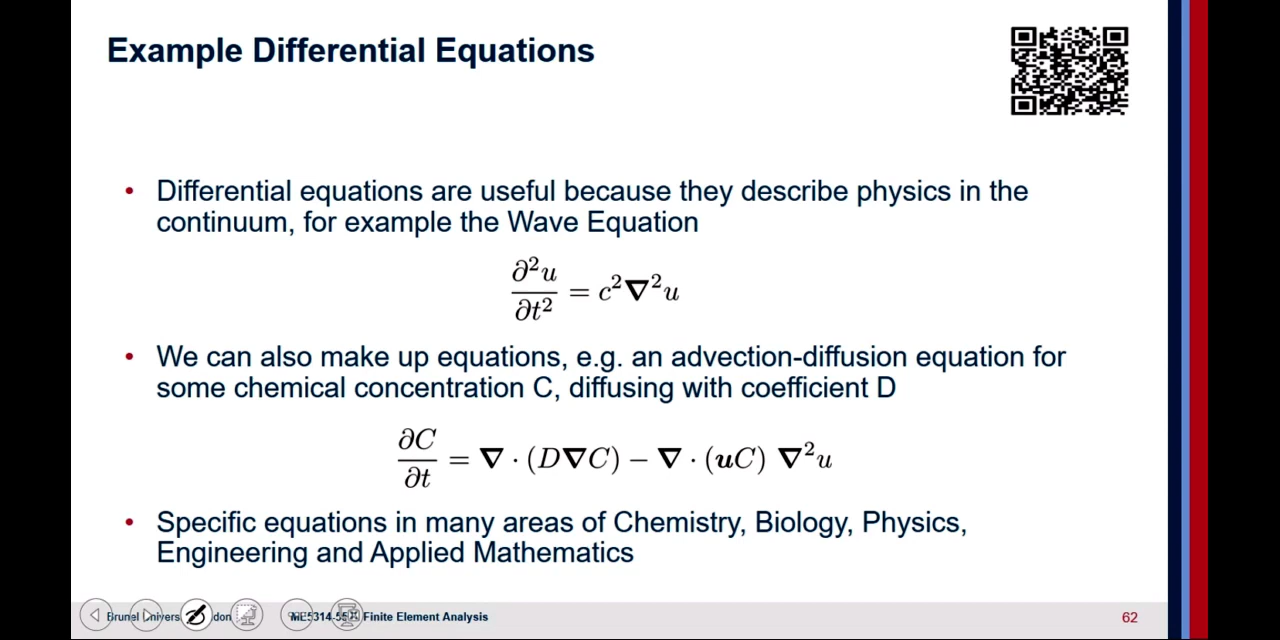 Example Differential Equations
• Differential equations are useful because they describe physics in the
continuum, for example the Wave Equation
∂²u/∂t² = c²∇²u
• We can also make up equations, e.g. an advection-diffusion equation for
some chemical concentration C, diffusing with coefficient D
∂C/∂t = ∇ · (D∇C) − ∇ · (uC) ∇²u
• Specific equations in many areas of Chemistry, Biology, Physics,
Engineering and Applied Mathematics
Brunel Finite Element Analysis
62